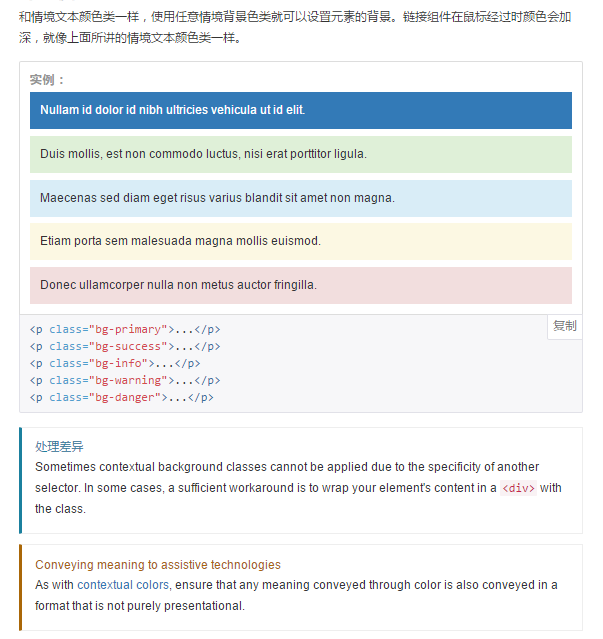 和情境文本颜色类一样，使用任意情境背景色类就可以设置元素的背景。链接组件在鼠标经过时颜色会加
深，就像上面所讲的情境文本颜色类一样。
实例：
Nullam id dolor id nibh ultricies vehicula ut id elit.
Duis mollis, est non commodo luctus, nisi erat porttitor ligula.
Maecenas sed diam eget risus varius blandit sit amet non magna.
Etiam porta sem malesuada magna mollis euismod.
Donec ullamcorper nulla non metus auctor fringilla.
复制
<p class="bg-primary">...</p>
<p class="bg-success">...</p>
<p class="bg-info">...</p>
<p class="bg-warning">...</p>
<p class="bg-danger">...</p>
处理差异
Sometimes contextual background classes cannot be applied due to the specificity of another
selector. In some cases, a sufficient workaround is to wrap your element's content in a <div> with
the class.
Conveying meaning to assistive technologies
As with contextual colors, ensure that any meaning conveyed through color is also conveyed in a
format that is not purely presentational.